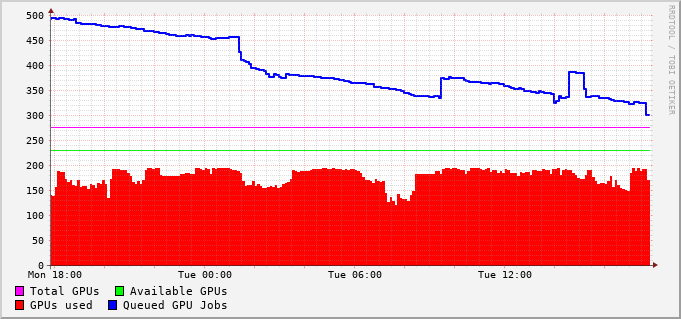 500
450
400
350
300
250
200
150
100
50
0
Mon 18:00 Tue 00:00 Tue 06:00 Tue 12:00
Total GPUs Available GPUs
GPUs used Queued GPU Jobs
RRDTOOL / TOBI OETIKER